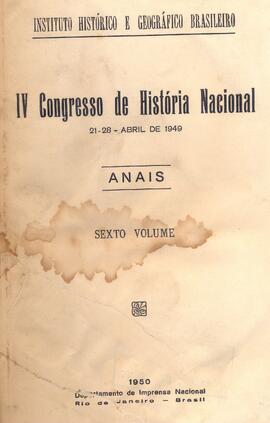 INSTITUTO HISTÓRICO E GEOGRÁFICO BRASILEIRO
IV Congresso de História Nacional
21-28 - ABRIL DE 1949
ANAIS
SEXTO VOLUME
1950
Departamento de Imprensa Nacional
Rio de Janeiro - Brasil